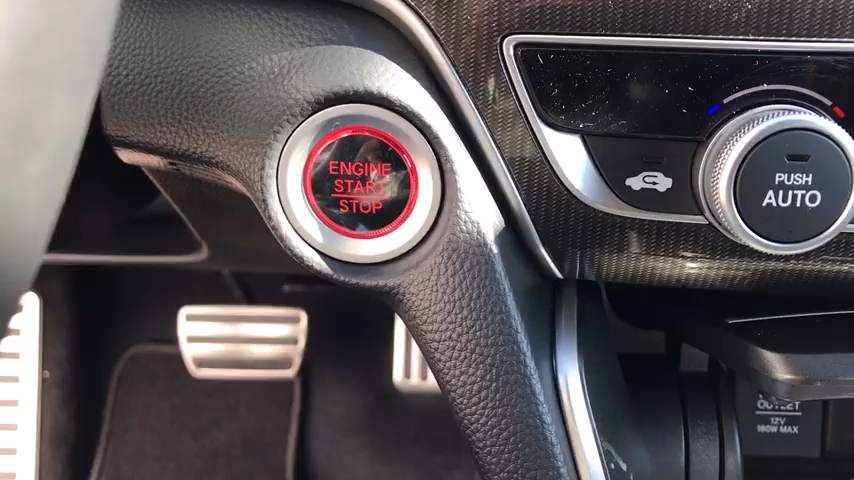 ENGINE
START
STOP
PUSH
AUTO
OUTLET
12V
180W MAX